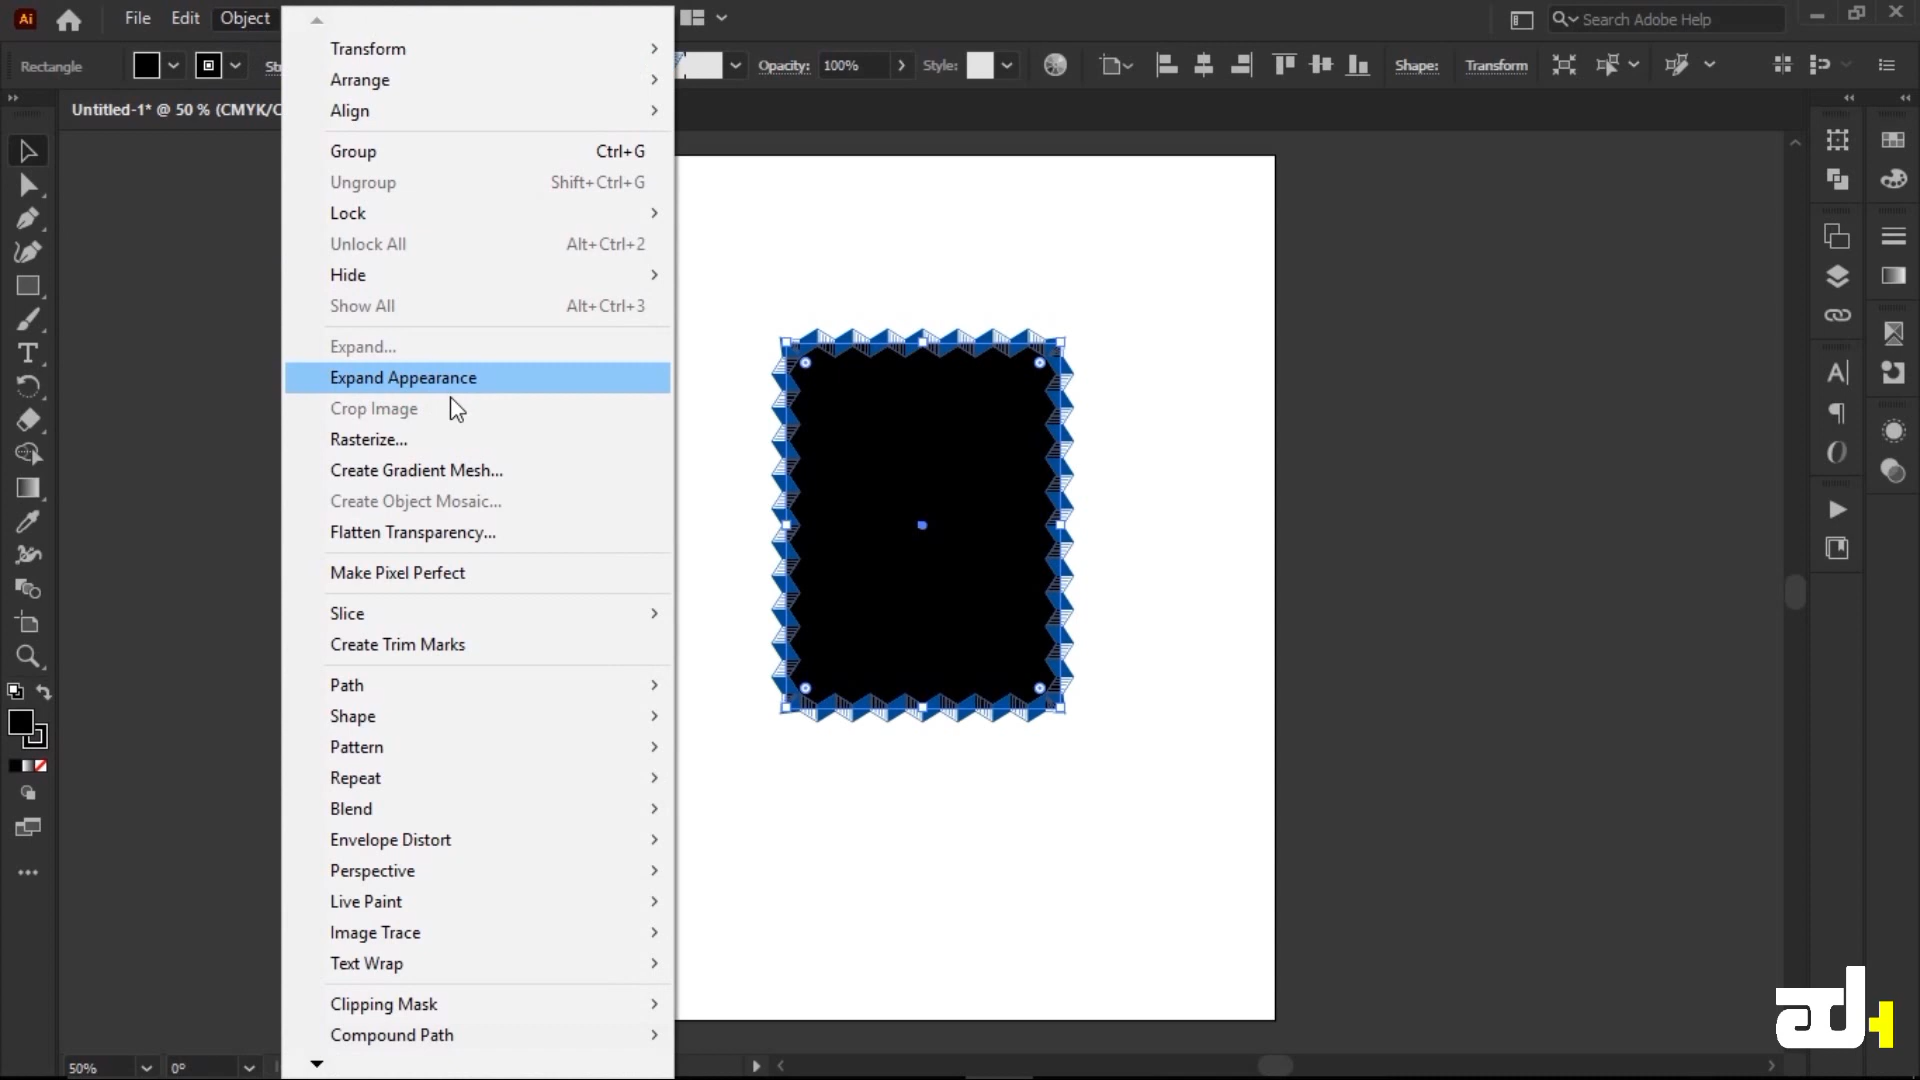 Ai File Edit Object Search Adobe Help
Rectangle Opacity: 100% Style: Shape: Transform
Untitled-1* @ 50 % (CMYK/C
Transform
Arrange
Align
Group Ctrl+G
Ungroup Shift+Ctrl+G
Lock
Unlock All Alt+Ctrl+2
Hide
Show All Alt+Ctrl+3
Expand...
Expand Appearance
Crop Image
Rasterize...
Create Gradient Mesh...
Create Object Mosaic...
Flatten Transparency...
Make Pixel Perfect
Slice
Create Trim Marks
Path
Shape
Pattern
Repeat
Blend
Envelope Distort
Perspective
Live Paint
Image Trace
Text Wrap
Clipping Mask
Compound Path
50% 0°